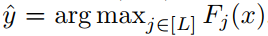 ŷ = arg max_{j∈[L]} F_j(x)